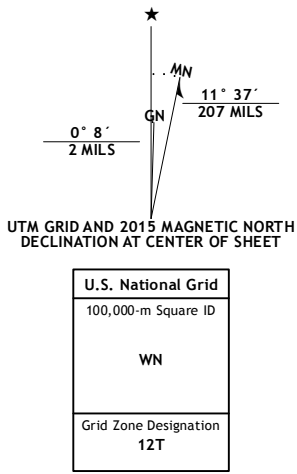 MN
GN
11° 37´
207 MILS
0° 8´
2 MILS
UTM GRID AND 2015 MAGNETIC NORTH
DECLINATION AT CENTER OF SHEET
U.S. National Grid
100,000-m Square ID
WN
Grid Zone Designation
12T